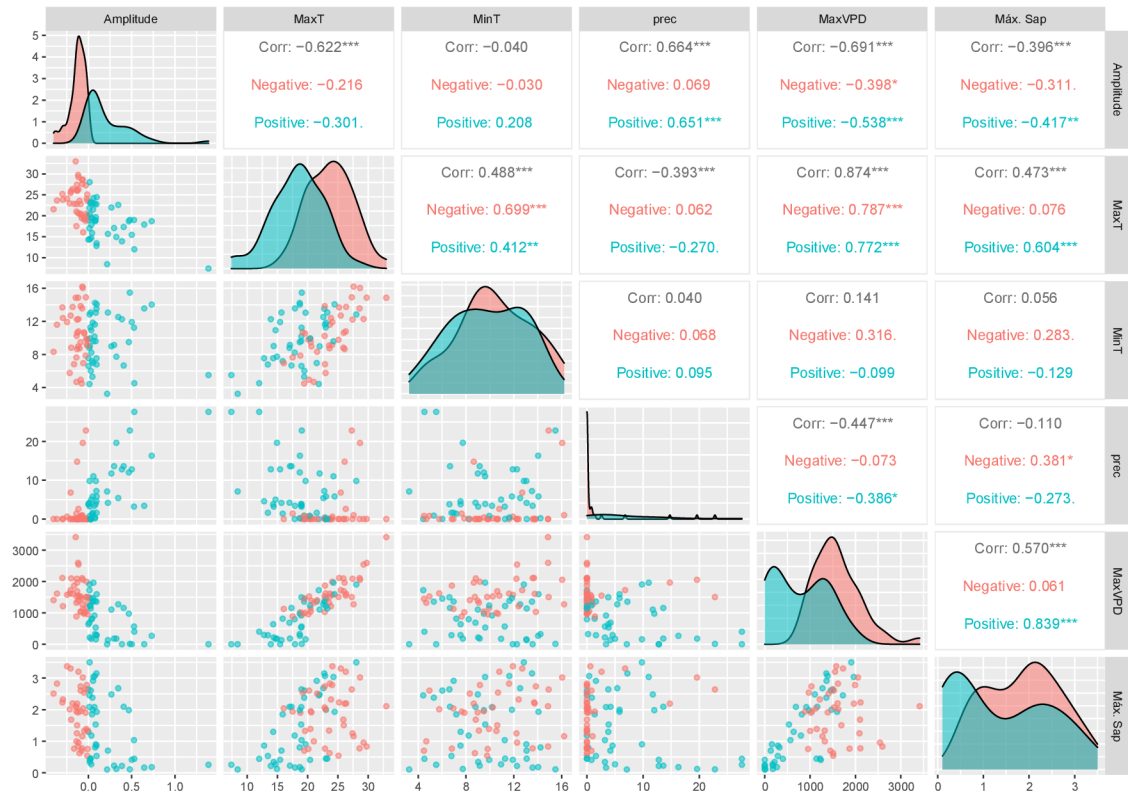 Amplitude MaxT MinT prec MaxVPD Máx. Sap
5 4 3 2 1 0
Corr: −0.622*** Corr: −0.040 Corr: 0.664*** Corr: −0.691*** Corr: −0.396***
Negative: −0.216 Negative: −0.030 Negative: 0.069 Negative: −0.398* Negative: −0.311.
Positive: −0.301. Positive: 0.208 Positive: 0.651*** Positive: −0.538*** Positive: −0.417**
Amplitude
30 25 20 15 10
Corr: 0.488*** Corr: −0.393*** Corr: 0.874*** Corr: 0.473***
Negative: 0.699*** Negative: 0.062 Negative: 0.787*** Negative: 0.076
Positive: 0.412** Positive: −0.270. Positive: 0.772*** Positive: 0.604***
MaxT
16 12 8 4
Corr: 0.040 Corr: 0.141 Corr: 0.056
Negative: 0.068 Negative: 0.316. Negative: 0.283.
Positive: 0.095 Positive: −0.099 Positive: −0.129
MinT
20 10 0
Corr: −0.447*** Corr: −0.110
Negative: −0.073 Negative: 0.381*
Positive: −0.386* Positive: −0.273.
prec
3000 2000 1000 0
Corr: 0.570***
Negative: 0.061
Positive: 0.839***
MaxVPD
3 2 1 0
Máx. Sap
0.0 0.5 1.0 10 15 20 25 30 4 8 12 16 0 10 20 0 1000 2000 3000 0 1 2 3